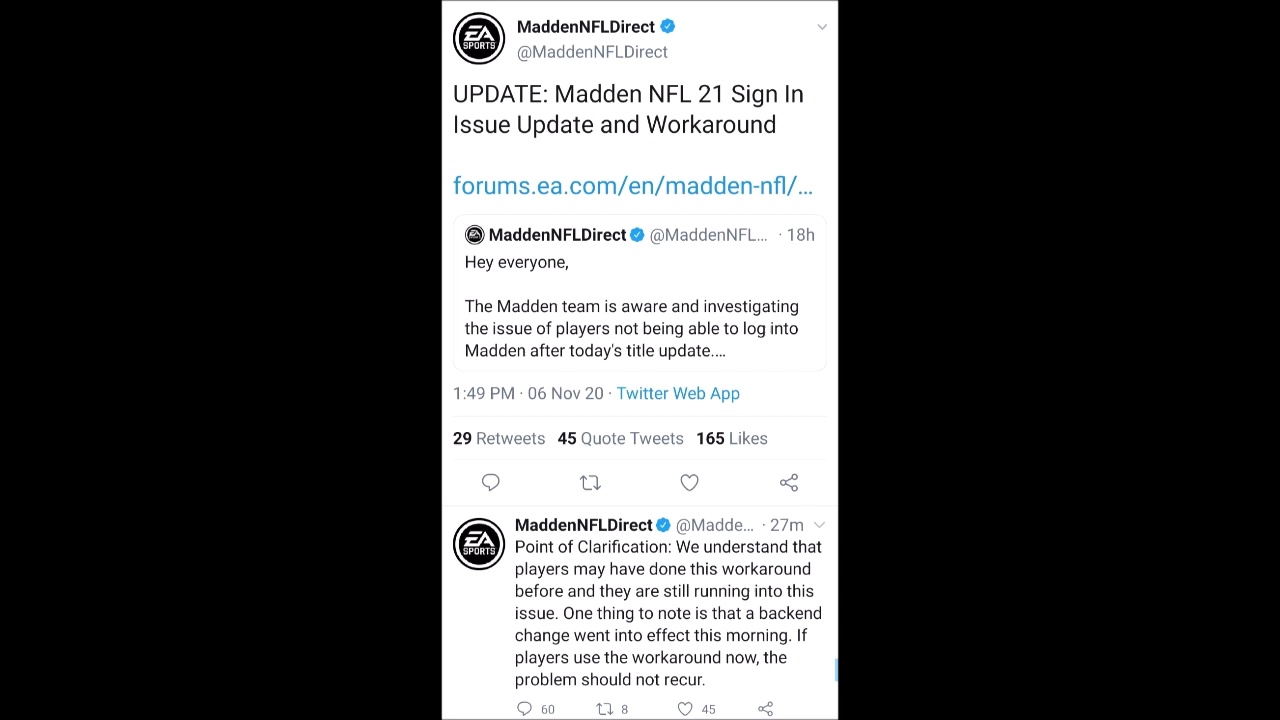 EA SPORTS
MaddenNFLDirect
@MaddenNFLDirect
UPDATE: Madden NFL 21 Sign In
Issue Update and Workaround
forums.ea.com/en/madden-nfl/...
MaddenNFLDirect @MaddenNFL... · 18h
Hey everyone,
The Madden team is aware and investigating
the issue of players not being able to log into
Madden after today's title update....
1:49 PM · 06 Nov 20 · Twitter Web App
29 Retweets 45 Quote Tweets 165 Likes
EA SPORTS
MaddenNFLDirect @Madde... · 27m
Point of Clarification: We understand that
players may have done this workaround
before and they are still running into this
issue. One thing to note is that a backend
change went into effect this morning. If
players use the workaround now, the
problem should not recur.
60 8 45